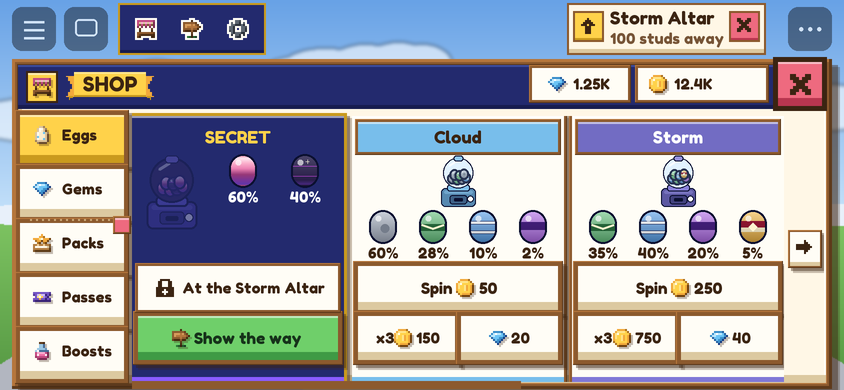 Storm Altar
100 studs away
SHOP
1.25K
12.4K
Eggs
Gems
Packs
Passes
Boosts
SECRET
60%
40%
At the Storm Altar
Show the way
Cloud
60%
28%
10%
2%
Spin 50
x3 150
20
Storm
35%
40%
20%
5%
Spin 250
x3 750
40